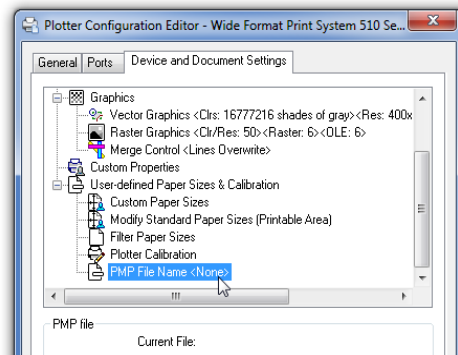 Plotter Configuration Editor - Wide Format Print System 510 Se...
General Ports Device and Document Settings
Graphics
Vector Graphics <Clrs: 16777216 shades of gray><Res: 400x
Raster Graphics <Clr/Res: 50><Raster: 6><OLE: 6>
Merge Control <Lines Overwrite>
Custom Properties
User-defined Paper Sizes & Calibration
Custom Paper Sizes
Modify Standard Paper Sizes (Printable Area)
Filter Paper Sizes
Plotter Calibration
PMP File Name <None>
PMP file
Current File: